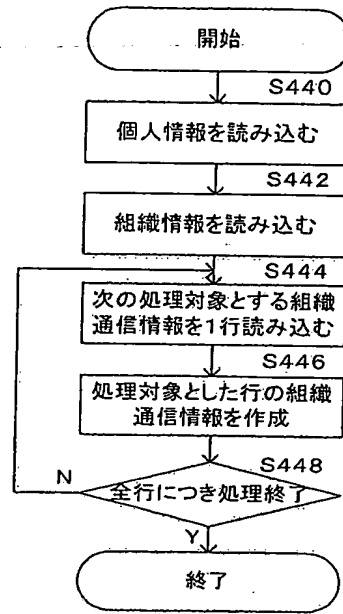 開始
S440
個人情報を読み込む
S442
組織情報を読み込む
S444
次の処理対象とする組織
通信情報を1行読み込む
S446
処理対象とした行の組織
通信情報を作成
S448
全行につき処理終了
N
Y
終了